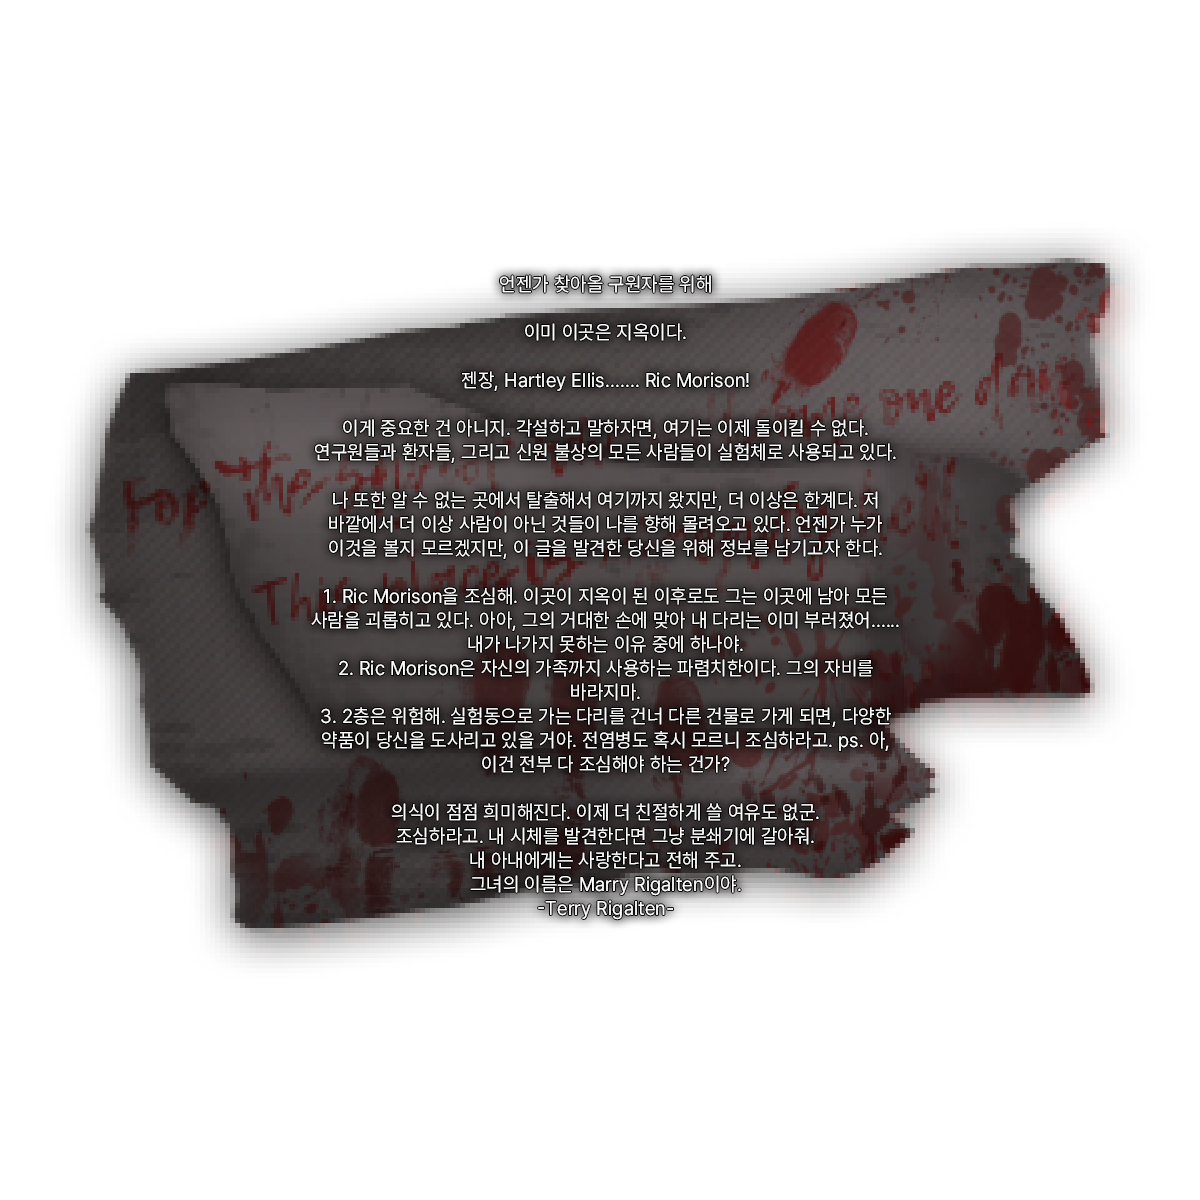 언젠가 찾아올 구원자를 위해
이미 이곳은 지옥이다.
젠장, Hartley Ellis....... Ric Morison!
이게 중요한 건 아니지. 각설하고 말하자면, 여기는 이제 돌이킬 수 없다.
연구원들과 환자들, 그리고 신원 불상의 모든 사람들이 실험체로 사용되고 있다.
나 또한 알 수 없는 곳에서 탈출해서 여기까지 왔지만, 더 이상은 한계다. 저
바깥에서 더 이상 사람이 아닌 것들이 나를 향해 몰려오고 있다. 언젠가 누가
이것을 볼지 모르겠지만, 이 글을 발견한 당신을 위해 정보를 남기고자 한다.
1. Ric Morison을 조심해. 이곳이 지옥이 된 이후로도 그는 이곳에 남아 모든
사람을 괴롭히고 있다. 아아, 그의 거대한 손에 맞아 내 다리는 이미 부러졌어......
내가 나가지 못하는 이유 중에 하나야.
2. Ric Morison은 자신의 가족까지 사용하는 파렴치한이다. 그의 자비를
바라지마.
3. 2층은 위험해. 실험동으로 가는 다리를 건너 다른 건물로 가게 되면, 다양한
약품이 당신을 도사리고 있을 거야. 전염병도 혹시 모르니 조심하라고. ps. 아,
이건 전부 다 조심해야 하는 건가?
의식이 점점 희미해진다. 이제 더 친절하게 쓸 여유도 없군.
조심하라고. 내 시체를 발견한다면 그냥 분쇄기에 갈아줘.
내 아내에게는 사랑한다고 전해 주고.
그녀의 이름은 Marry Rigalten이야.
-Terry Rigalten-
For the
one day
This place is
hell